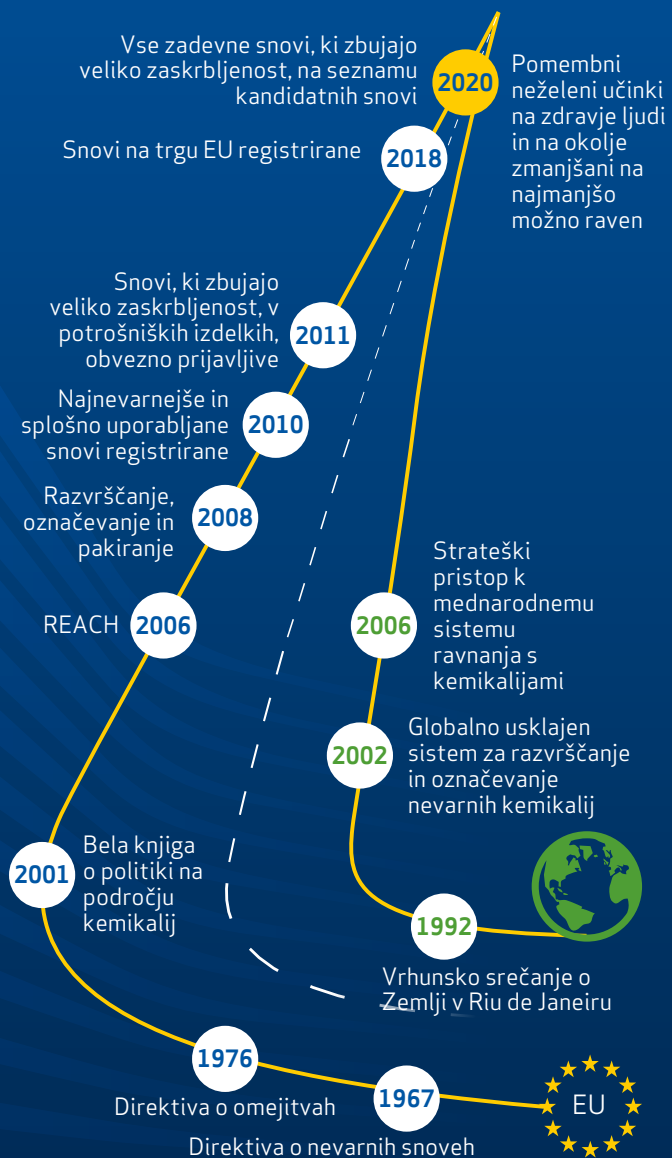 Vse zadevne snovi, ki zbujajo
veliko zaskrbljenost, na seznamu
kandidatnih snovi
2020
Pomembni
neželeni učinki
na zdravje ljudi
in na okolje
zmanjšani na
najmanjšo
možno raven
Snovi na trgu EU registrirane
2018
Snovi, ki zbujajo
veliko zaskrbljenost, v
potrošniških izdelkih,
obvezno prijavljive
2011
Najnevarnejše in
splošno uporabljane
snovi registrirane
2010
Razvrščanje,
označevanje in
pakiranje
2008
REACH
2006
2006
Strateški
pristop k
mednarodnemu
sistemu
ravnanja s
kemikalijami
2002
Globalno usklajen
sistem za razvrščanje
in označevanje
nevarnih kemikalij
2001
Bela knjiga
o politiki na
področju
kemikalij
1992
Vrhunsko srečanje o
Zemlji v Riu de Janeiru
1976
Direktiva o omejitvah
1967
Direktiva o nevarnih snoveh
EU